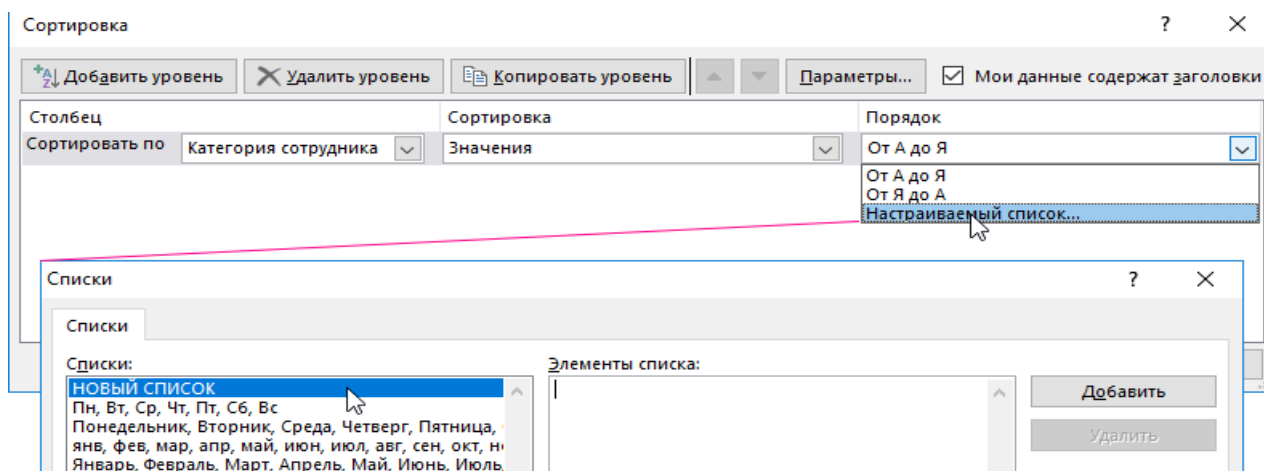 Сортировка ?
Добавить уровень Удалить уровень Копировать уровень Параметры... Мои данные содержат заголовки
Столбец Сортировка Порядок
Сортировать по Категория сотрудника Значения От А до Я
От А до Я
От Я до А
Настраиваемый список...
Списки ?
Списки
Списки: Элементы списка:
НОВЫЙ СПИСОК Добавить
Пн, Вт, Ср, Чт, Пт, Сб, Вс
Понедельник, Вторник, Среда, Четверг, Пятница,
Удалить
янв, фев, мар, апр, май, июн, июл, авг, сен, окт,
Январь, Февраль, Март, Апрель, Май, Июнь, Июль,